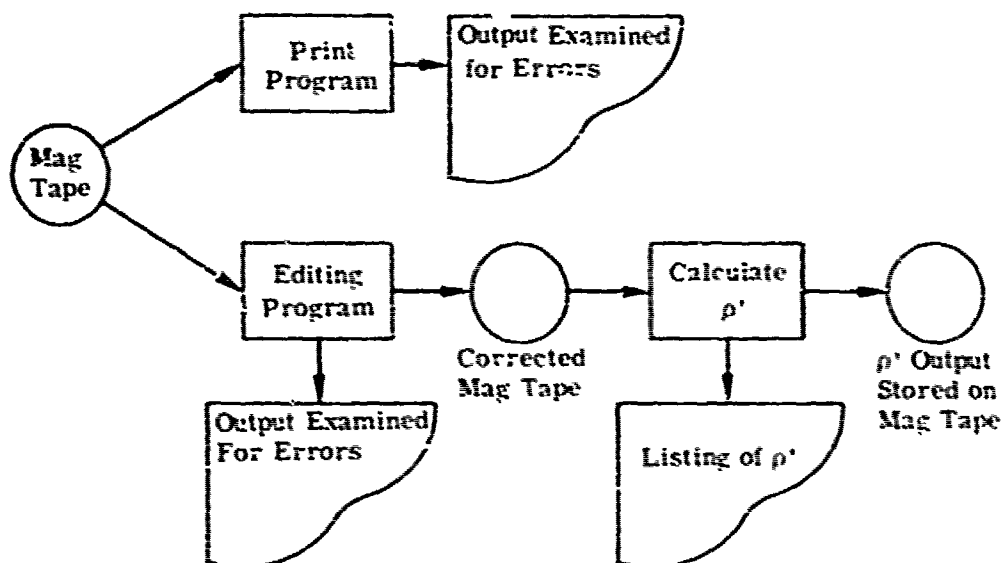 Print
Program
Output Examined
for Errors
Mag
Tape
Editing
Program
Corrected
Mag Tape
Calculate
ρ'
ρ' Output
Stored on
Mag Tape
Output Examined
For Errors
Listing of ρ'